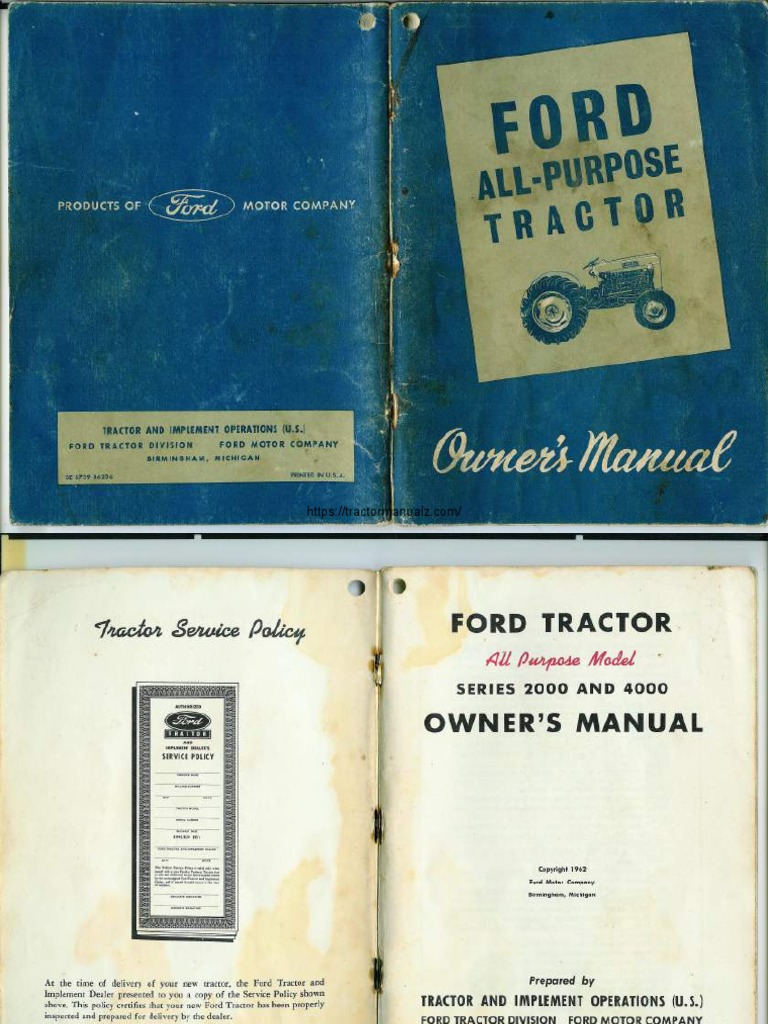 PRODUCTS OF Ford MOTOR COMPANY
TRACTOR AND IMPLEMENT OPERATIONS (U.S.)
FORD TRACTOR DIVISION FORD MOTOR COMPANY
BIRMINGHAM, MICHIGAN
PRINTED IN U.S.A.
FORD
ALL-PURPOSE
TRACTOR
Owner's Manual
https://tractormanualz.com/
Tractor Service Policy
AUTHORIZED
Ford
TRACTOR
AND
IMPLEMENT DEALER'S
SERVICE POLICY
At the time of delivery of your new tractor, the Ford Tractor and
Implement Dealer presented to you a copy of the Service Policy shown
above. This policy certifies that your new Ford Tractor has been properly
inspected and prepared for delivery by the dealer.
FORD TRACTOR
All Purpose Model
SERIES 2000 AND 4000
OWNER'S MANUAL
Copyright 1962
Ford Motor Company
Birmingham, Michigan
Prepared by
TRACTOR AND IMPLEMENT OPERATIONS (U.S.)
FORD TRACTOR DIVISION FORD MOTOR COMPANY